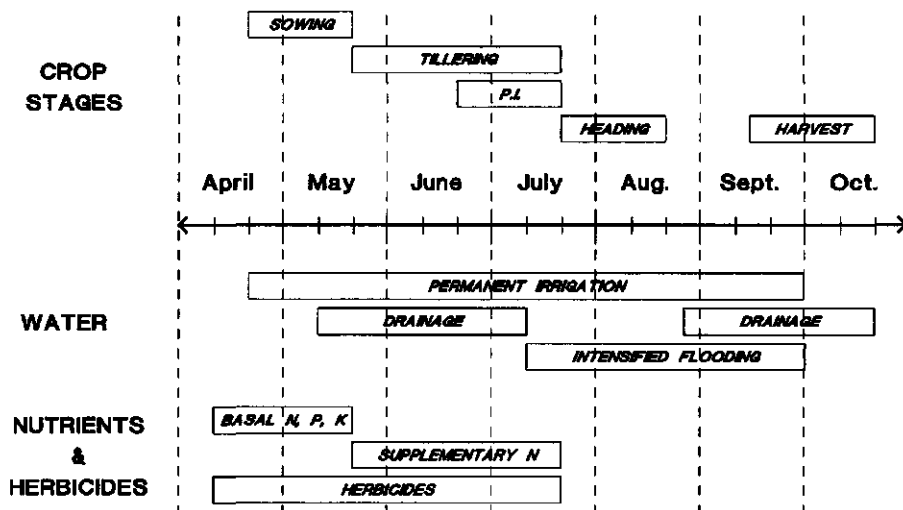 SOWING
TILLERING
CROP
STAGES
P.I.
HEADING
HARVEST
April
May
June
July
Aug.
Sept.
Oct.
PERMANENT IRRIGATION
WATER
DRAINAGE
DRAINAGE
INTENSIFIED FLOODING
NUTRIENTS
&
HERBICIDES
BASAL N, P, K
SUPPLEMENTARY N
HERBICIDES